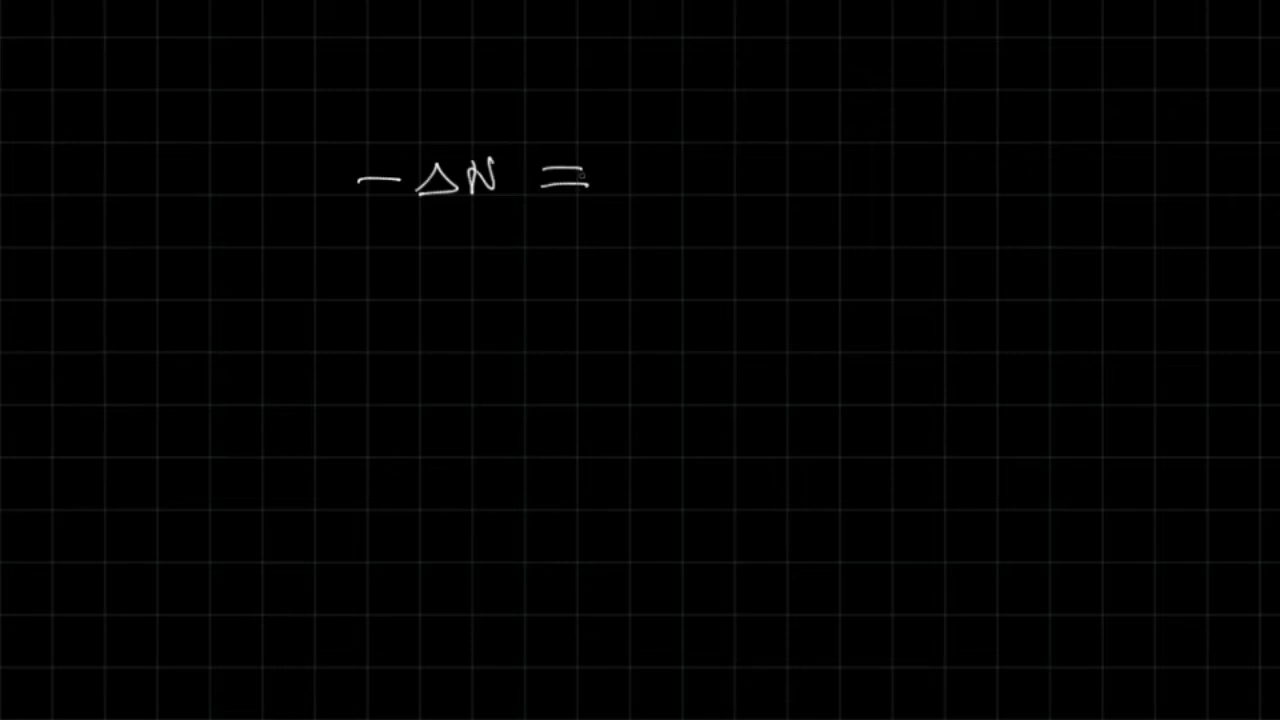 - ΔN =